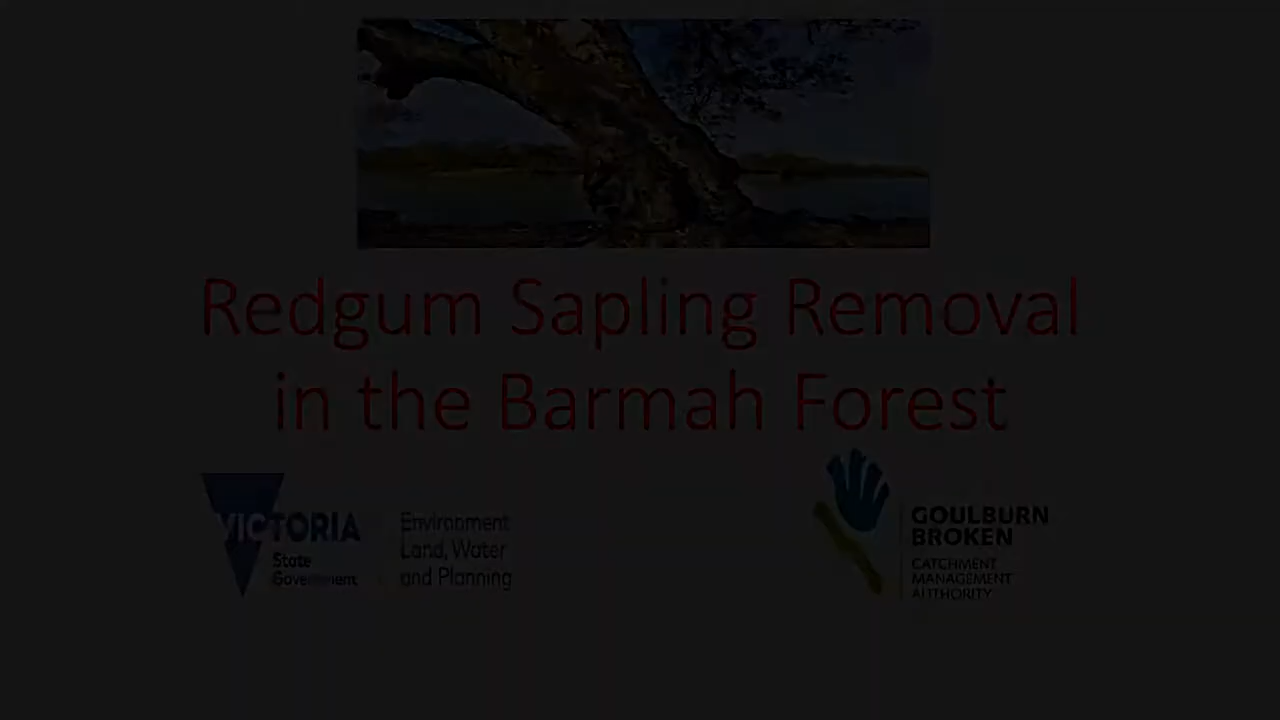 Redgum Sapling Removal
in the Barmah Forest
VICTORIA
State
Government
Environment
Land, Water
and Planning
GOULBURN
BROKEN
CATCHMENT
MANAGEMENT
AUTHORITY